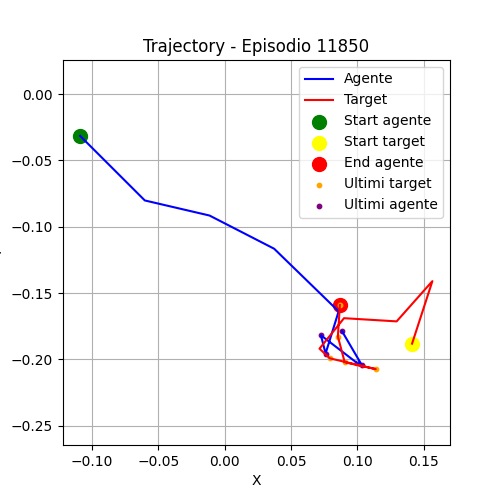 Trajectory - Episodio 11850
Agente
Target
Start agente
Start target
End agente
Ultimi target
Ultimi agente
0.00
−0.05
−0.10
−0.15
−0.20
−0.25
−0.10
−0.05
0.00
0.05
0.10
0.15
X